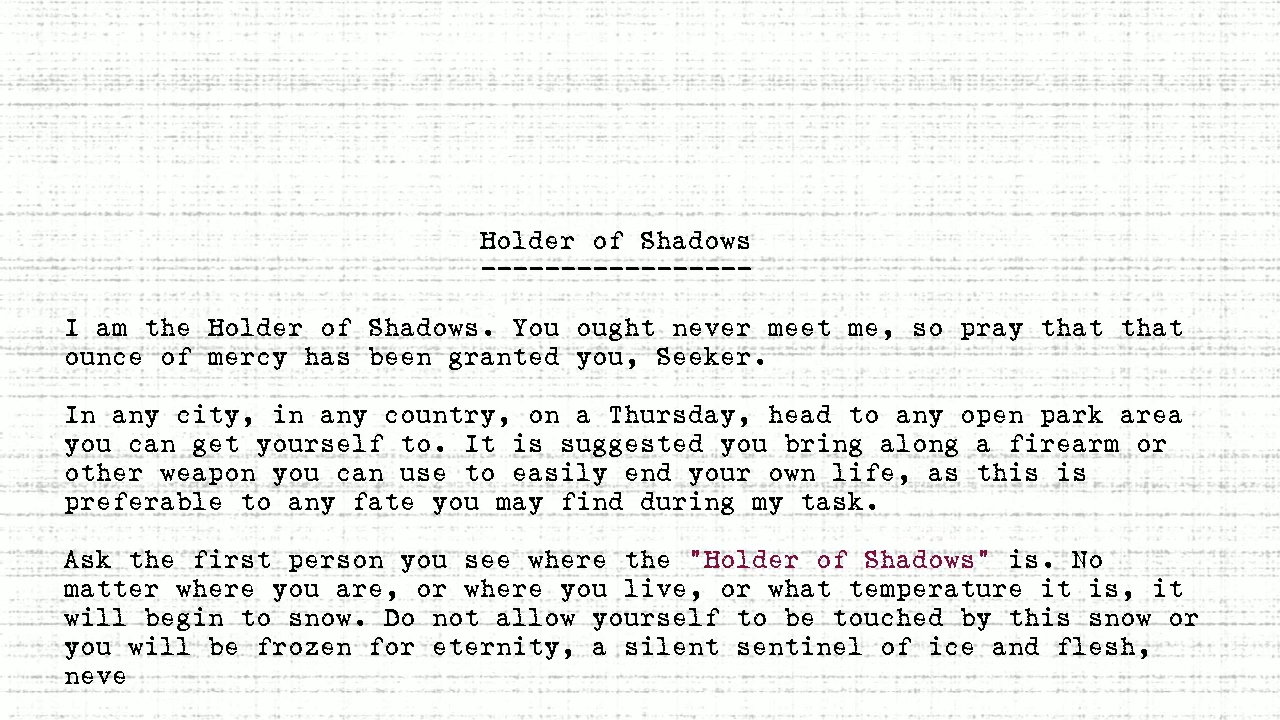 Holder of Shadows
-----------------
I am the Holder of Shadows. You ought never meet me, so pray that that
ounce of mercy has been granted you, Seeker.
In any city, in any country, on a Thursday, head to any open park area
you can get yourself to. It is suggested you bring along a firearm or
other weapon you can use to easily end your own life, as this is
preferable to any fate you may find during my task.
Ask the first person you see where the "Holder of Shadows" is. No
matter where you are, or where you live, or what temperature it is, it
will begin to snow. Do not allow yourself to be touched by this snow or
you will be frozen for eternity, a silent sentinel of ice and flesh,
neve